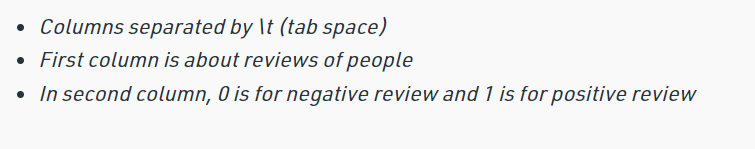 Columns separated by \t (tab space)
First column is about reviews of people
In second column, 0 is for negative review and 1 is for positive review